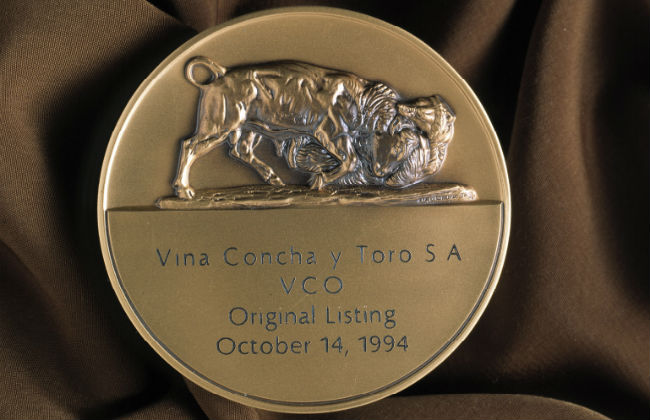 Vina Concha y Toro S A
VCO
Original Listing
October 14, 1994